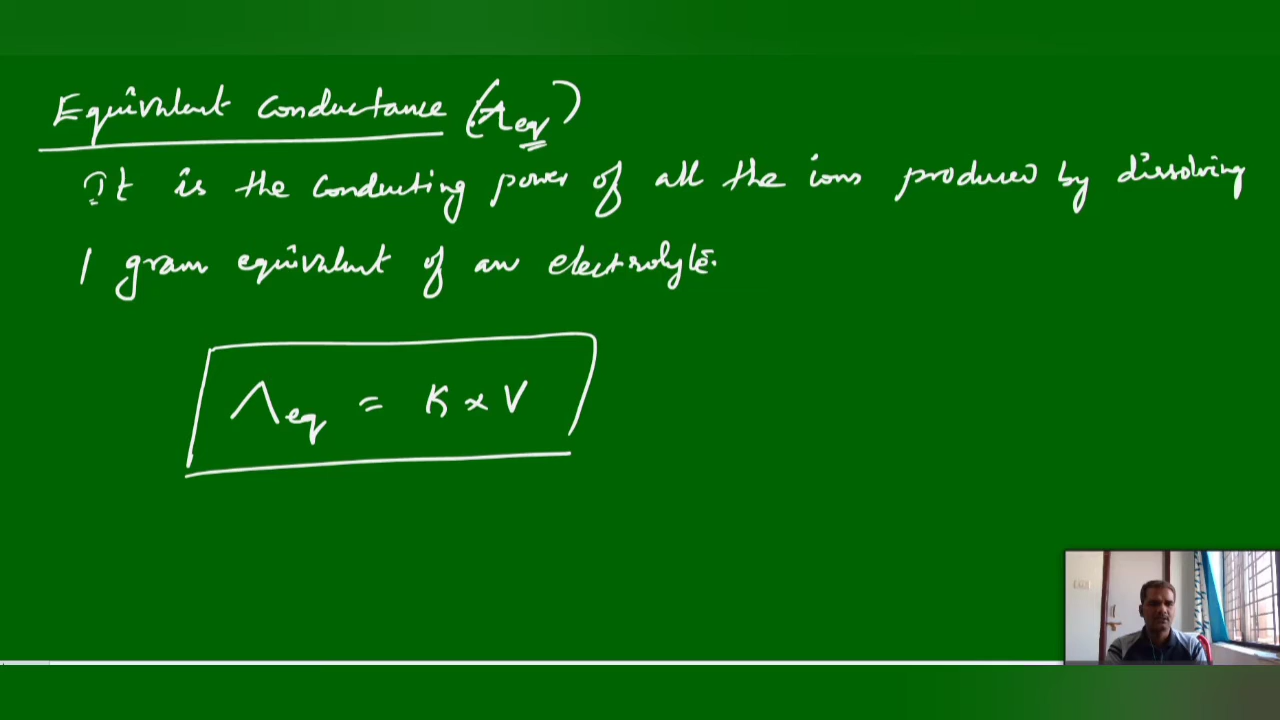 Equivalent Conductance (Λeq)
It is the conducting power of all the ions produced by dissolving
1 gram equivalent of an electrolyte.
Λeq = K × V